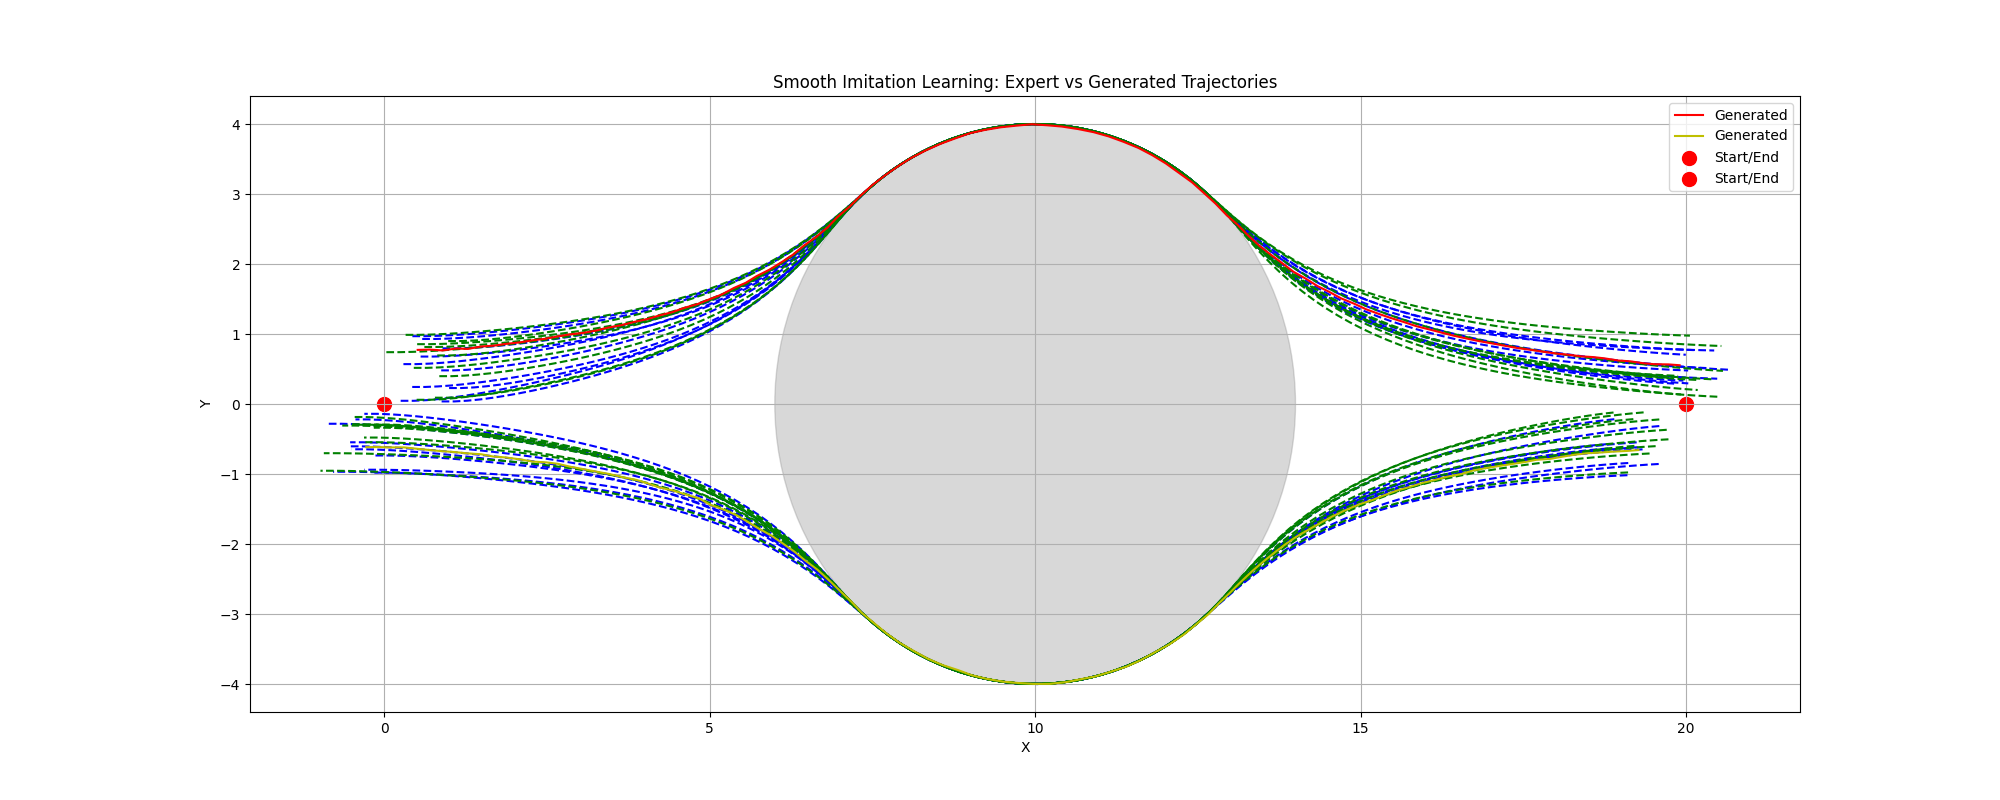 Smooth Imitation Learning: Expert vs Generated Trajectories
Generated
Generated
Start/End
Start/End
4
3
2
1
0
−1
−2
−3
−4
Y
0
5
10
15
20
X